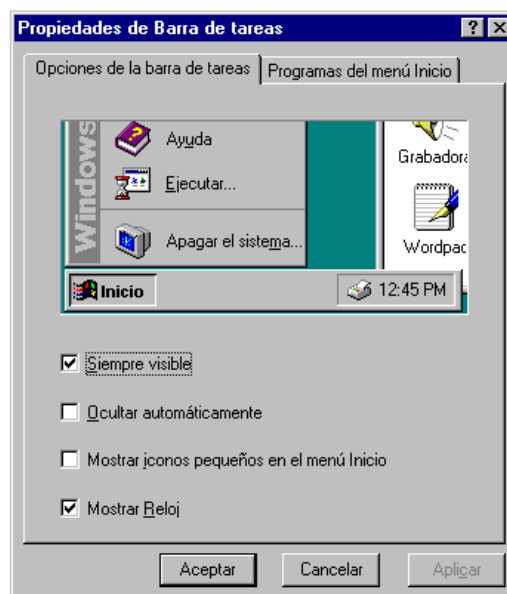 Propiedades de Barra de tareas
Opciones de la barra de tareas
Programas del menú Inicio
Windows
Ayuda
Ejecutar...
Apagar el sistema...
Grabadora
Wordpad
Inicio
12:45 PM
Siempre visible
Ocultar automáticamente
Mostrar iconos pequeños en el menú Inicio
Mostrar Reloj
Aceptar
Cancelar
Aplicar